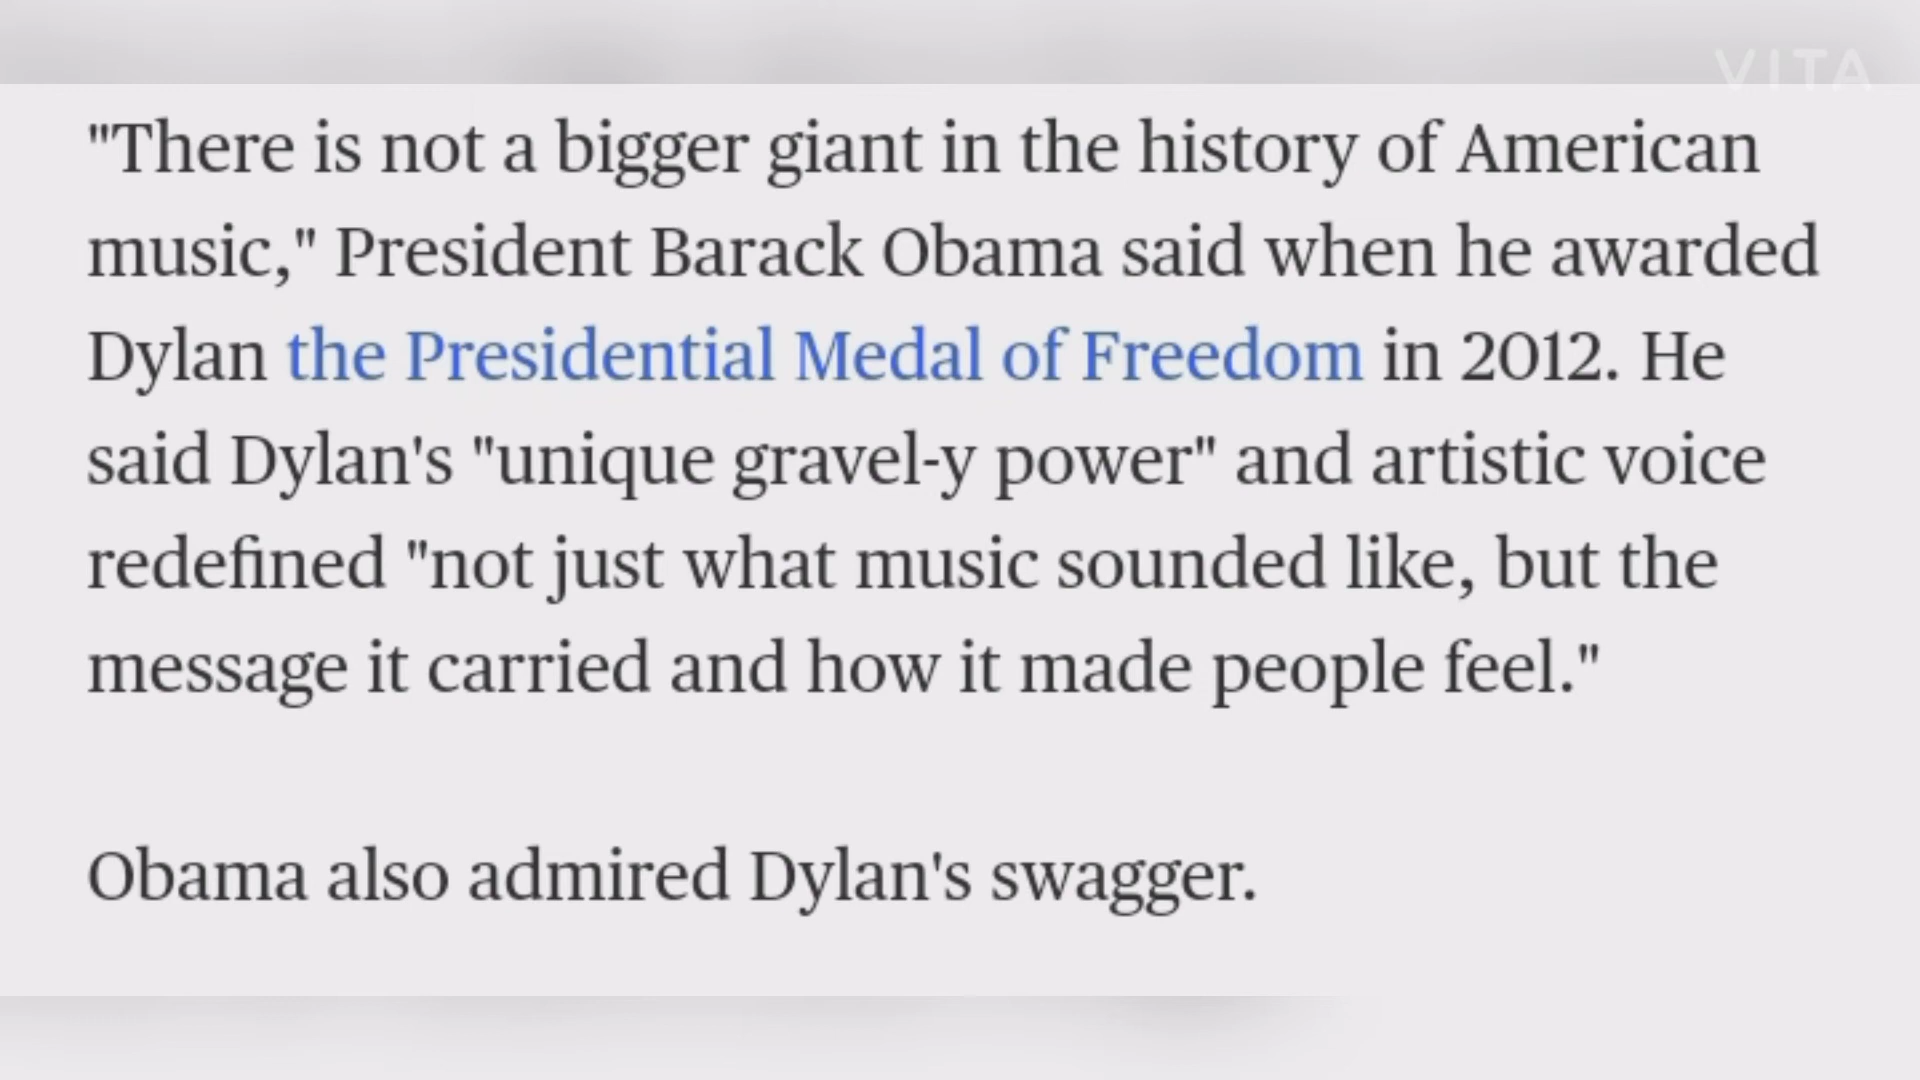 VITA
"There is not a bigger giant in the history of American
music," President Barack Obama said when he awarded
Dylan the Presidential Medal of Freedom in 2012. He
said Dylan's "unique gravel-y power" and artistic voice
redefined "not just what music sounded like, but the
message it carried and how it made people feel."
Obama also admired Dylan's swagger.